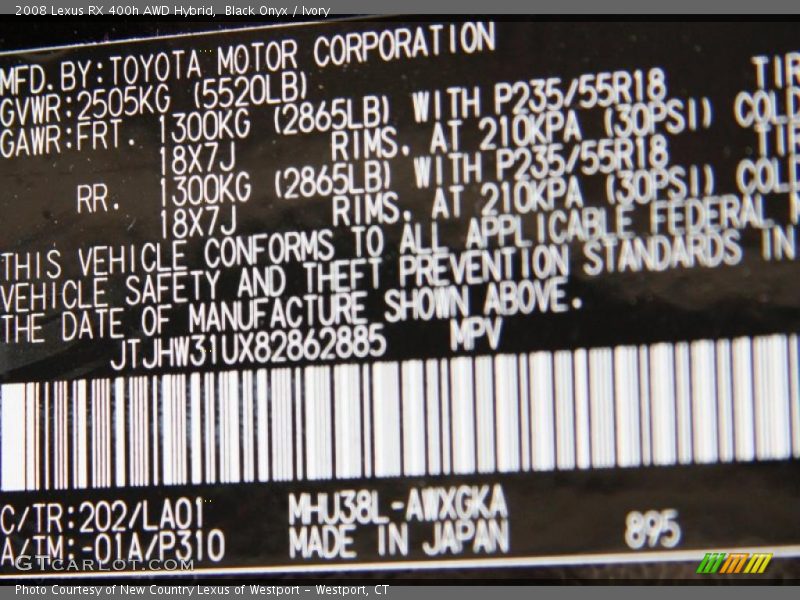 2008 Lexus RX 400h AWD Hybrid, Black Onyx / Ivory
MFD.BY:TOYOTA MOTOR CORPORATION
GVWR:2505KG (5520LB)
GAWR:FRT. 1300KG (2865LB) WITH P235/55R18 TIR
18X7J RIMS. AT 210KPA (30PSI) COLD
RR. 1300KG (2865LB) WITH P235/55R18 TIR
18X7J RIMS. AT 210KPA (30PSI) COLD
THIS VEHICLE CONFORMS TO ALL APPLICABLE FEDERAL
VEHICLE SAFETY AND THEFT PREVENTION STANDARDS IN
THE DATE OF MANUFACTURE SHOWN ABOVE.
JTJHW31UX82862885 MPV
C/TR:202/LA01 MHU38L-AWXGKA
A/TM:-01A/P310 MADE IN JAPAN 895
GTcarlot.com
Photo Courtesy of New Country Lexus of Westport - Westport, CT